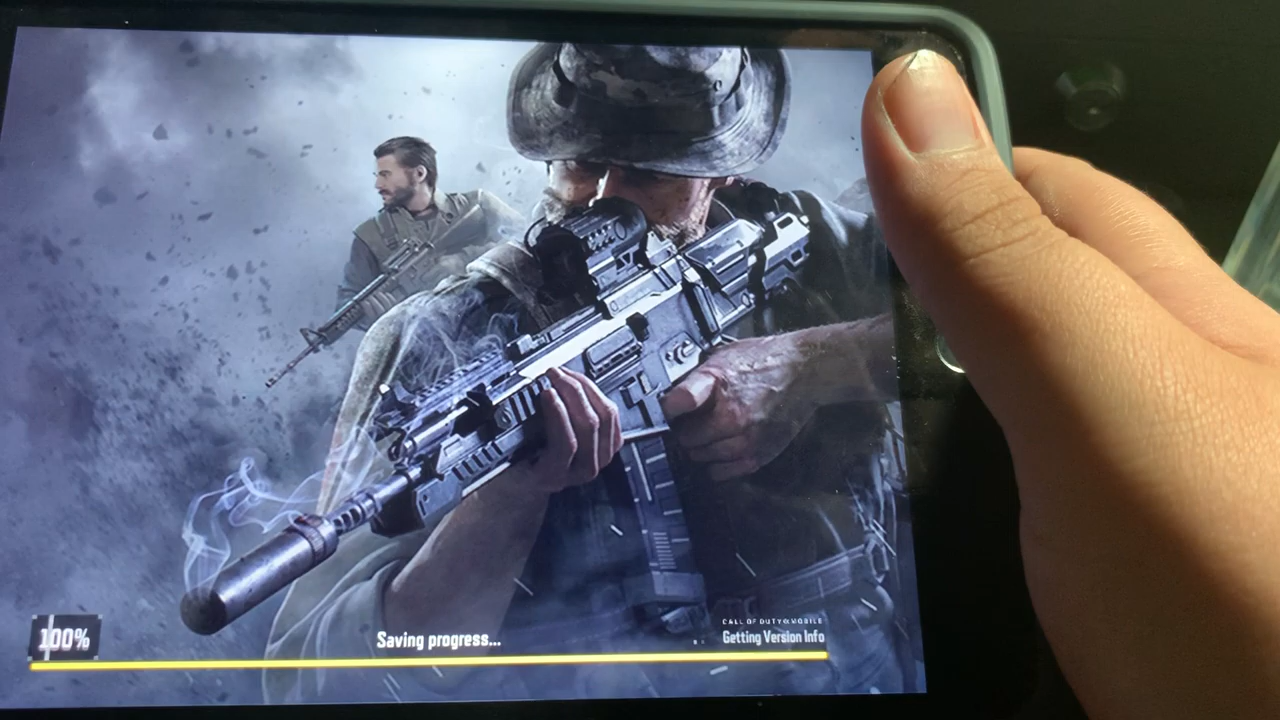 100%
Saving progress...
CALL OF DUTY®MOBILE
Getting Version Info